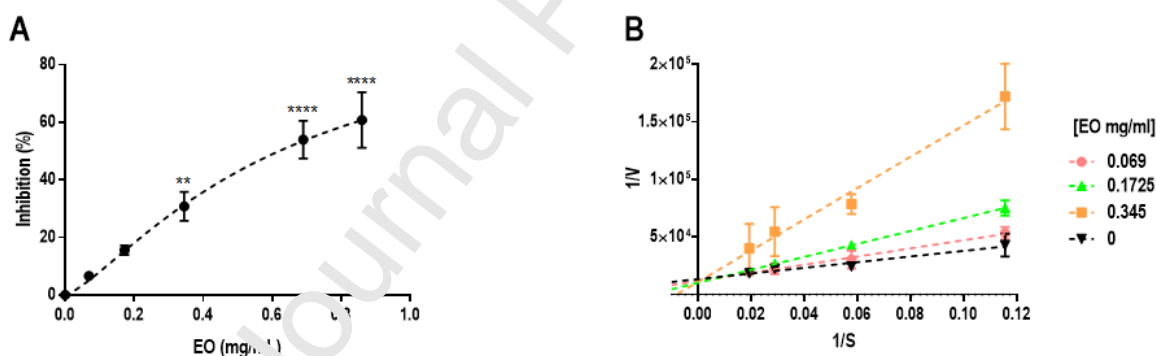 A
80
60
40
20
0
Inhibition (%)
**
****
****
0.0 0.2 0.4 0.6 0.8 1.0
EO (mg/mL)
B
2×10⁵
1.5×10⁵
1×10⁵
5×10⁴
1/V
0.00 0.02 0.04 0.06 0.08 0.10 0.12
1/S
[EO mg/ml]
0.069
0.1725
0.345
0
Journal P